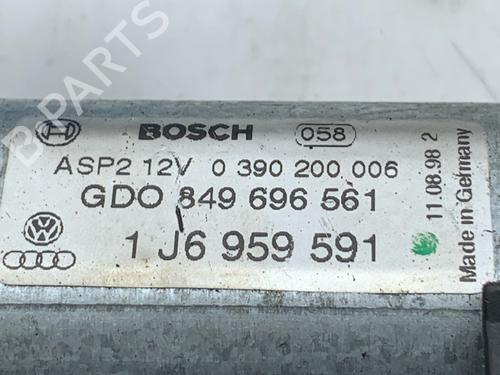 B PARTS
BOSCH 058
ASP2 12V 0 390 200 006
GDO 849 696 561
1 J6 959 591
11.08.98 2
Made in Germany